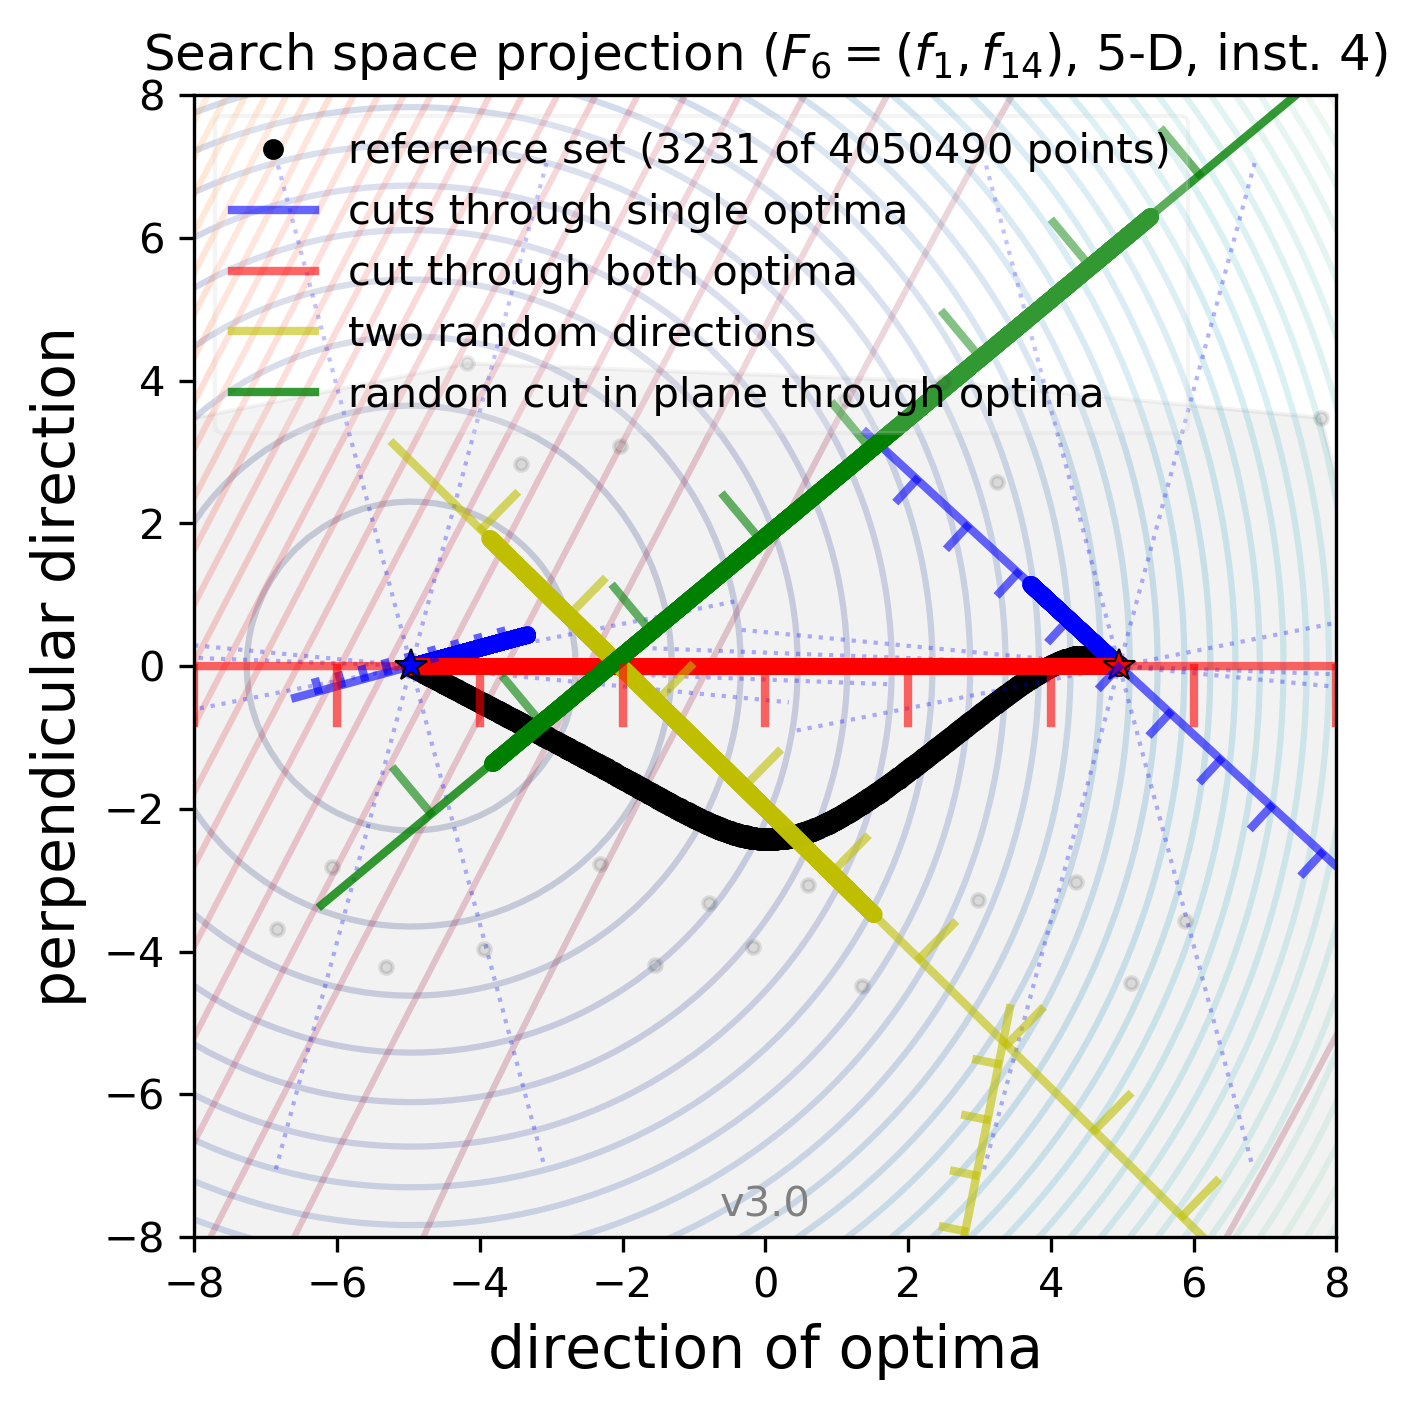 Search space projection (F₆ = (f₁, f₁₄), 5-D, inst. 4)
reference set (3231 of 4050490 points)
cuts through single optima
cut through both optima
two random directions
random cut in plane through optima
perpendicular direction
8
6
4
2
0
−2
−4
−6
−8
v3.0
−8 −6 −4 −2 0 2 4 6 8
direction of optima